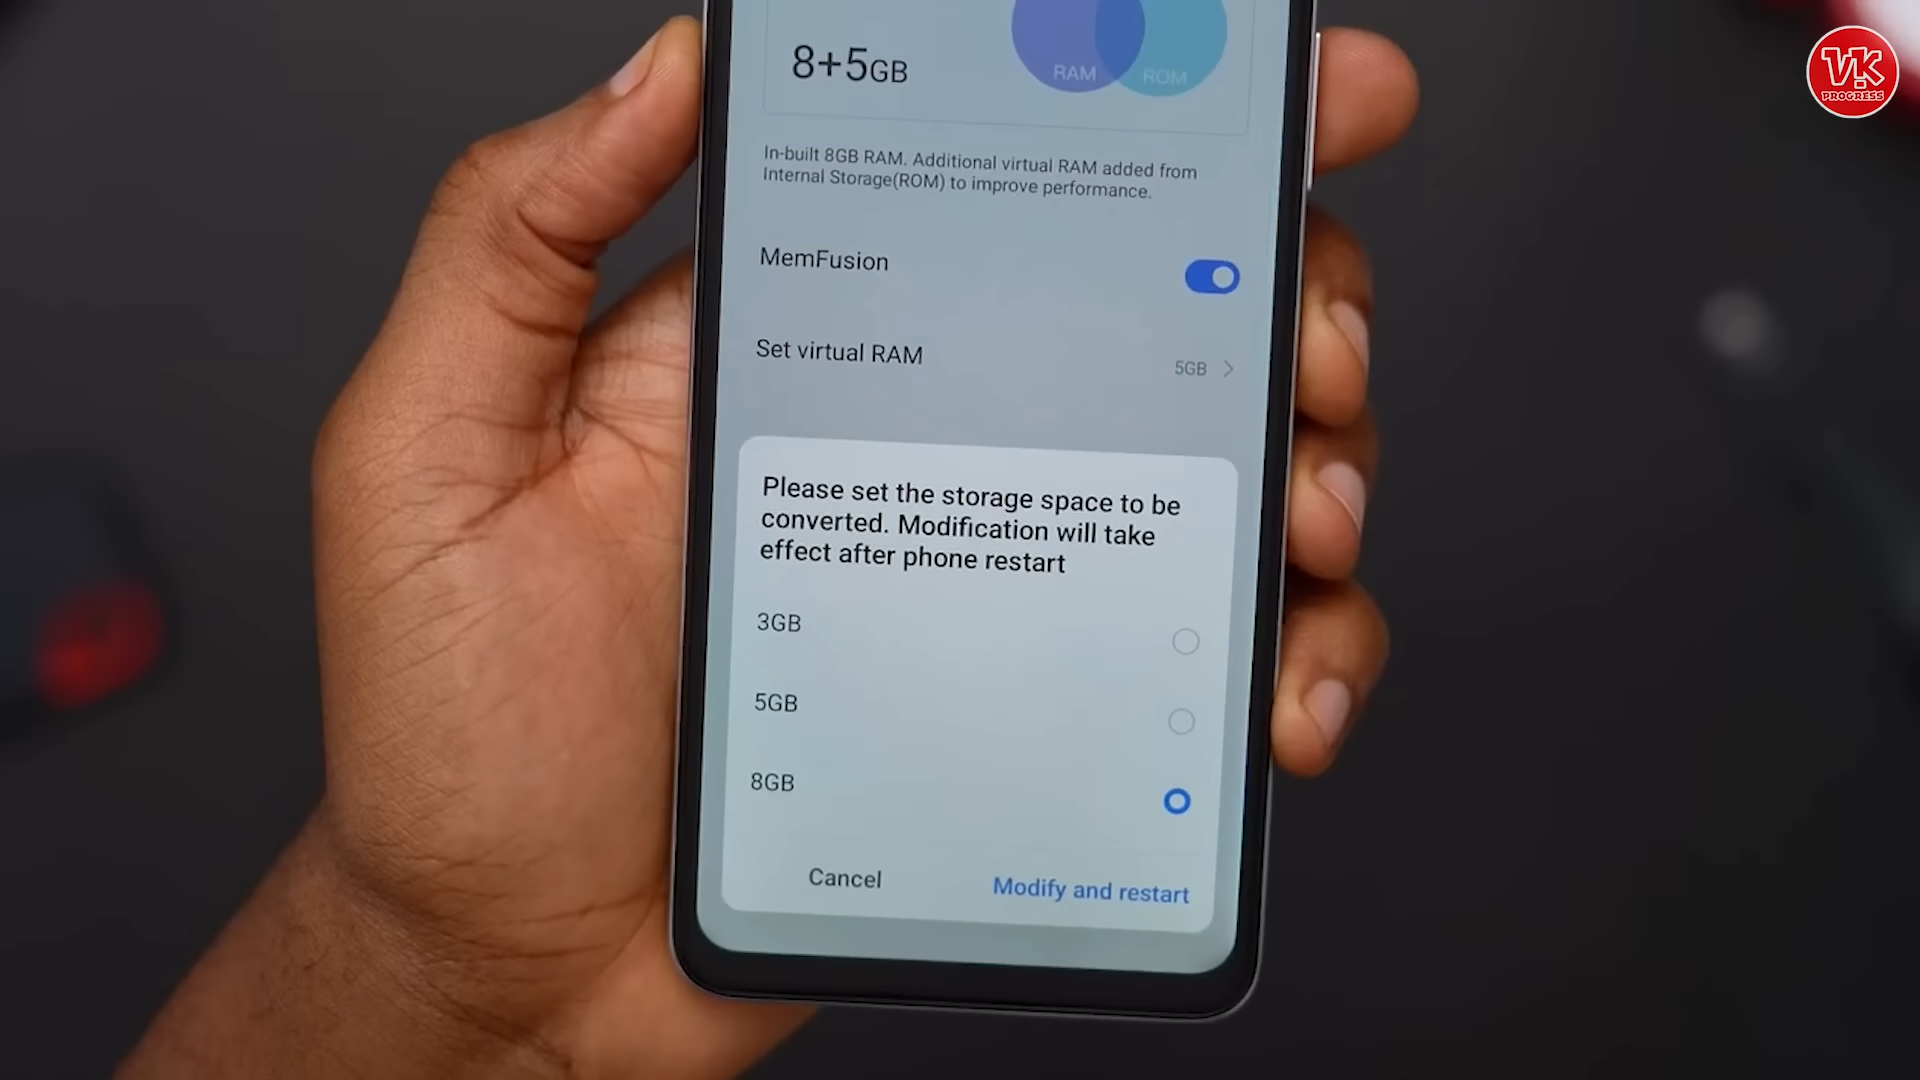 VK
PROGRESS
8+5GB
RAM
ROM
In-built 8GB RAM. Additional virtual RAM added from
Internal Storage(ROM) to improve performance.
MemFusion
Set virtual RAM
5GB
Please set the storage space to be
converted. Modification will take
effect after phone restart
3GB
5GB
8GB
Cancel
Modify and restart